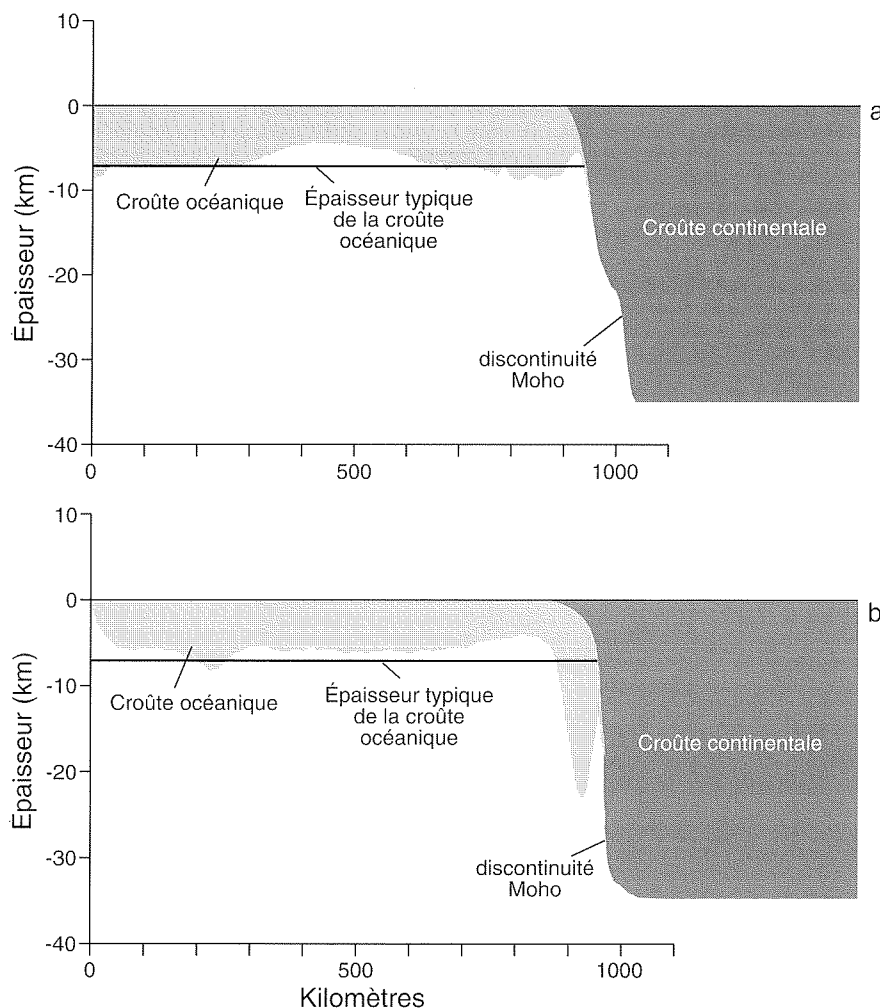 10
0
-10
-20
-30
-40
Épaisseur (km)
a
Croûte océanique
Épaisseur typique
de la croûte
océanique
Croûte continentale
discontinuité
Moho
0
500
1000
10
0
-10
-20
-30
-40
Épaisseur (km)
b
Croûte océanique
Épaisseur typique
de la croûte
océanique
Croûte continentale
discontinuité
Moho
0
500
1000
Kilomètres